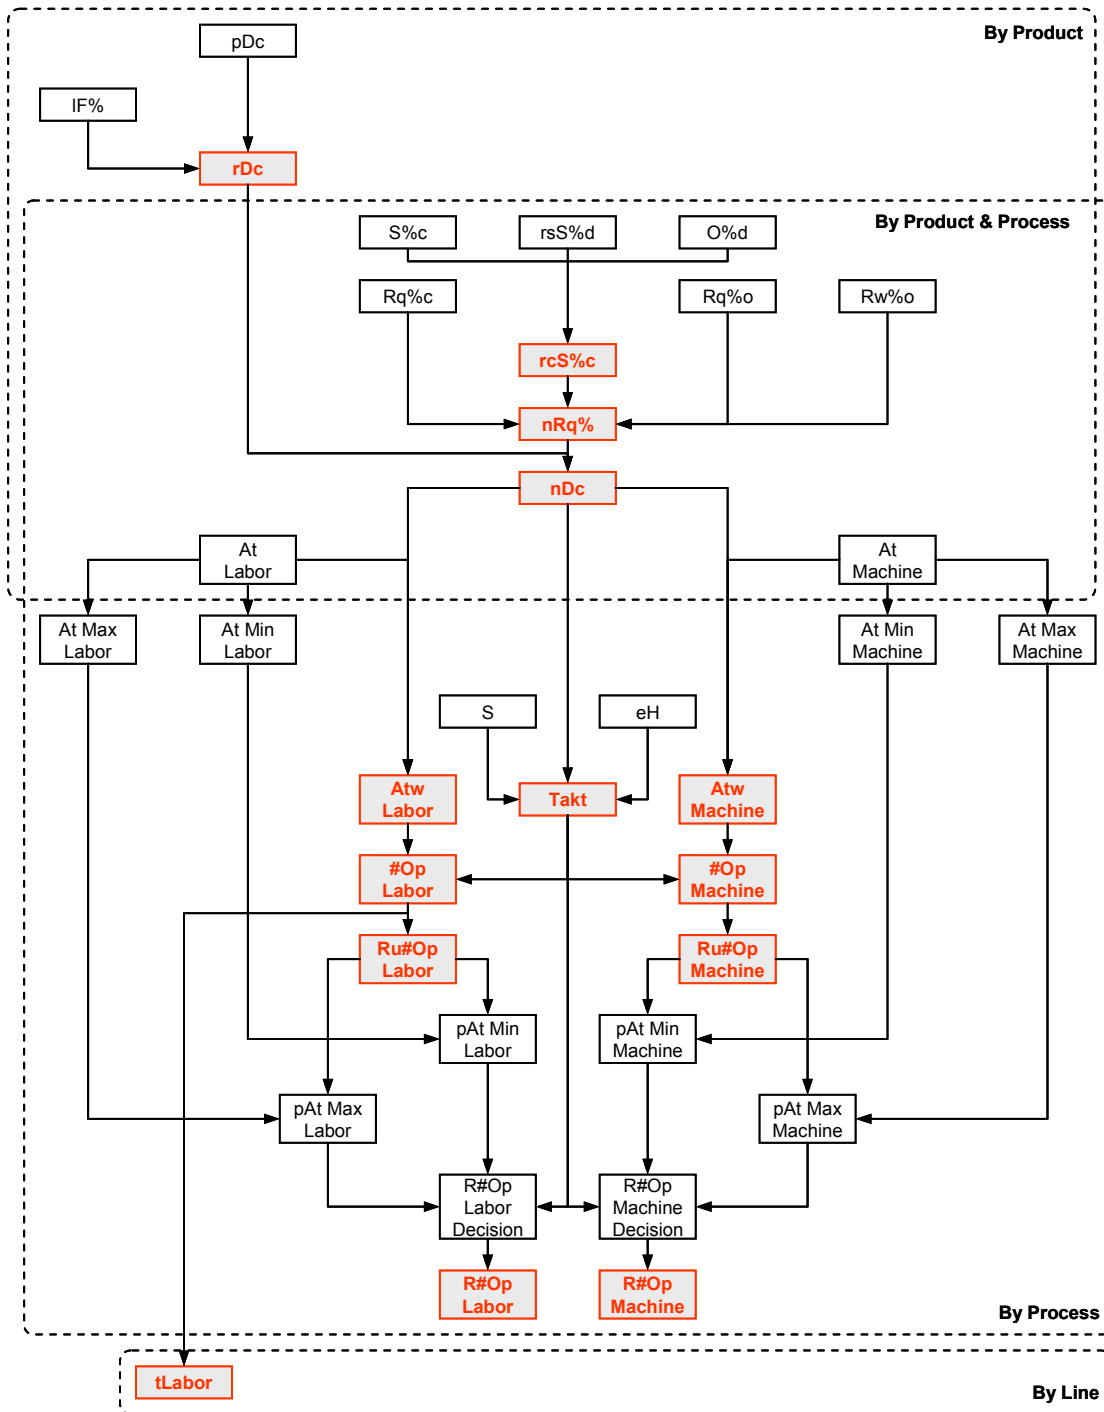 By Product
pDc
IF%
rDc
By Product & Process
S%c
rsS%d
O%d
Rq%c
Rq%o
Rw%o
rcS%c
nRq%
nDc
At
Labor
At
Machine
At Max
Labor
At Min
Labor
At Min
Machine
At Max
Machine
S
eH
Atw
Labor
Takt
Atw
Machine
#Op
Labor
#Op
Machine
Ru#Op
Labor
Ru#Op
Machine
pAt Min
Labor
pAt Min
Machine
pAt Max
Labor
pAt Max
Machine
R#Op
Labor
Decision
R#Op
Machine
Decision
R#Op
Labor
R#Op
Machine
By Process
tLabor
By Line